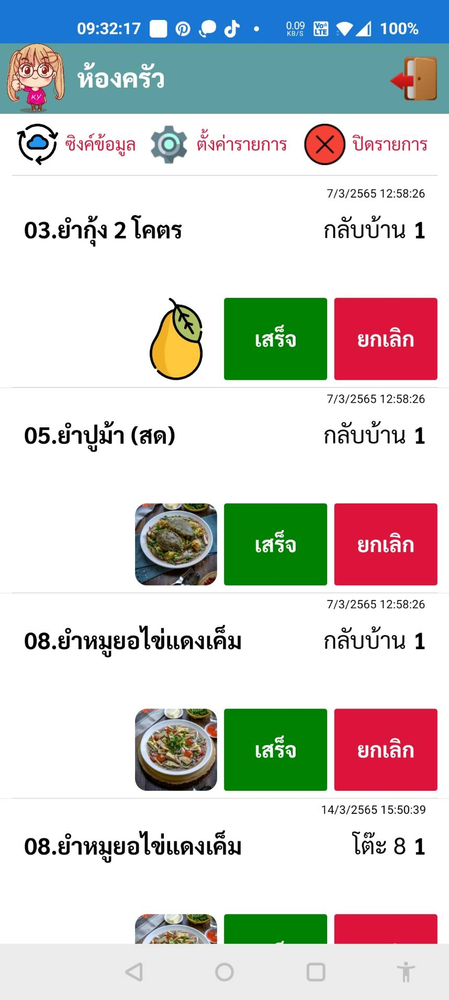 09:32:17 0.09 KB/S VoLTE 100%
KY
ห้องครัว
ซิงค์ข้อมูล ตั้งค่ารายการ ปิดรายการ
7/3/2565 12:58:26
03.ยำกุ้ง 2 โคตร กลับบ้าน 1
เสร็จ ยกเลิก
7/3/2565 12:58:26
05.ยำปูม้า (สด) กลับบ้าน 1
เสร็จ ยกเลิก
7/3/2565 12:58:26
08.ยำหมูยอไข่แดงเค็ม กลับบ้าน 1
เสร็จ ยกเลิก
14/3/2565 15:50:39
08.ยำหมูยอไข่แดงเค็ม โต๊ะ 8 1